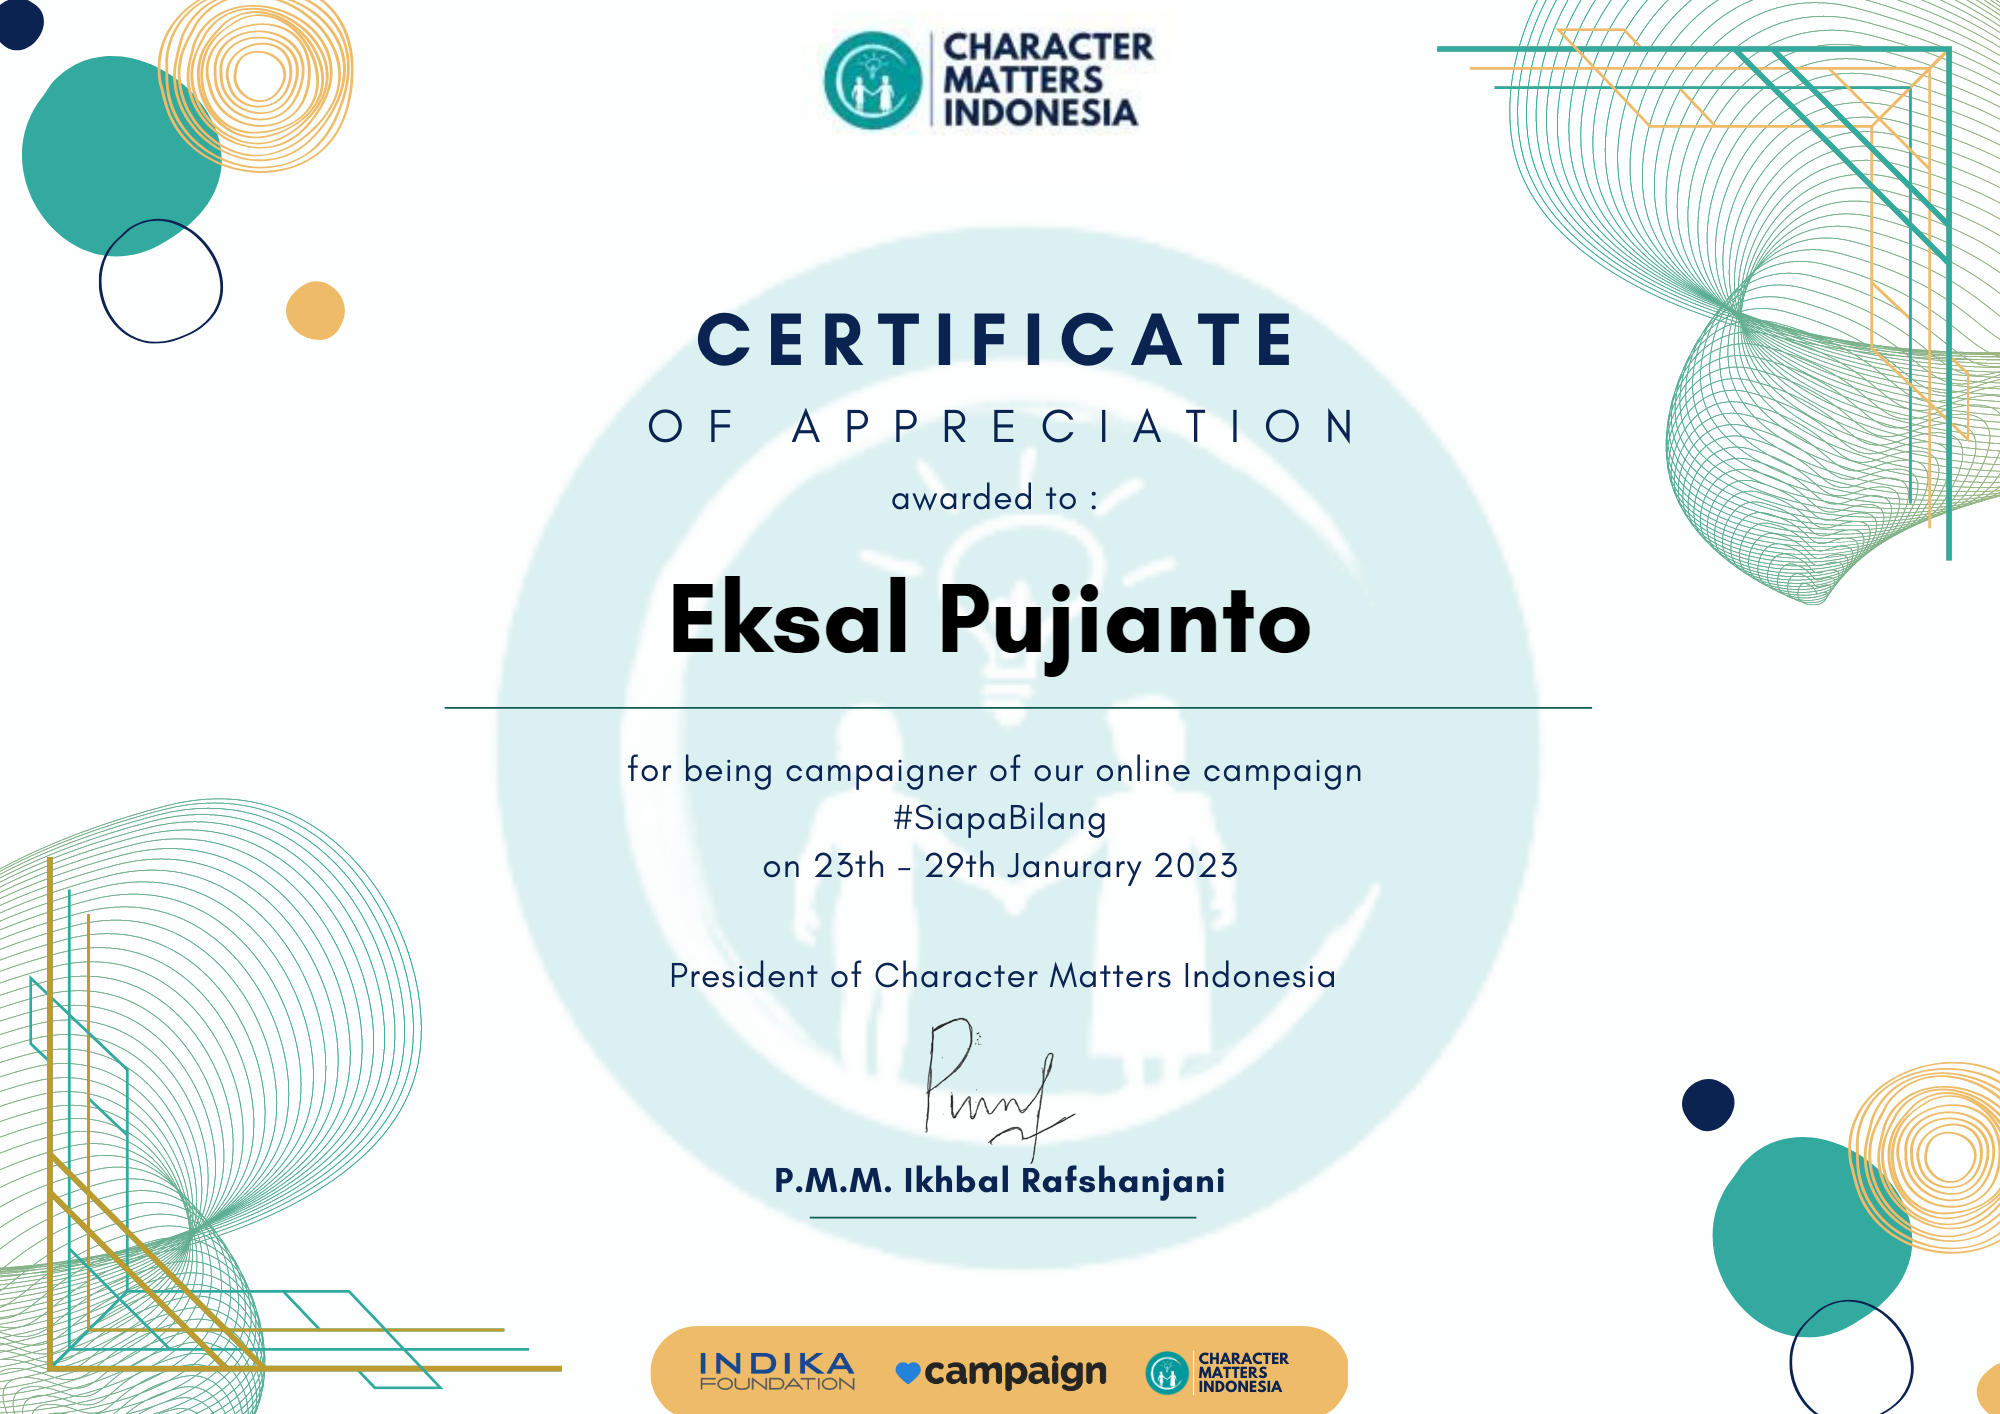 CHARACTER
MATTERS
INDONESIA
CERTIFICATE
OF APPRECIATION
awarded to :
Eksal Pujianto
for being campaigner of our online campaign
#SiapaBilang
on 23th - 29th Janurary 2023
President of Character Matters Indonesia
P.M.M. Ikhbal Rafshanjani
INDIKA
FOUNDATION
campaign
CHARACTER
MATTERS
INDONESIA